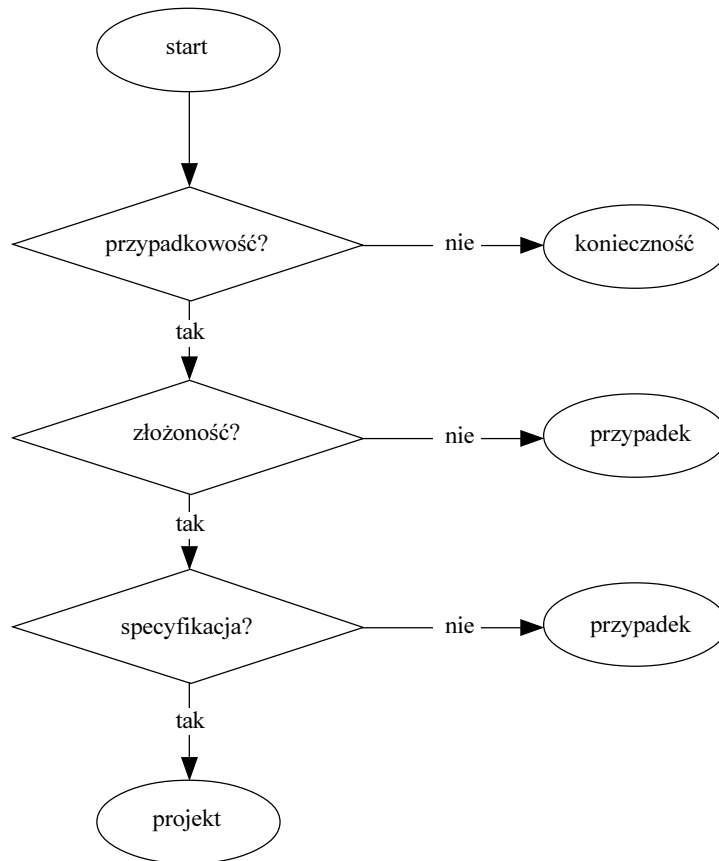 start
przypadkowość?
nie
konieczność
tak
złożoność?
nie
przypadek
tak
specyfikacja?
nie
przypadek
tak
projekt